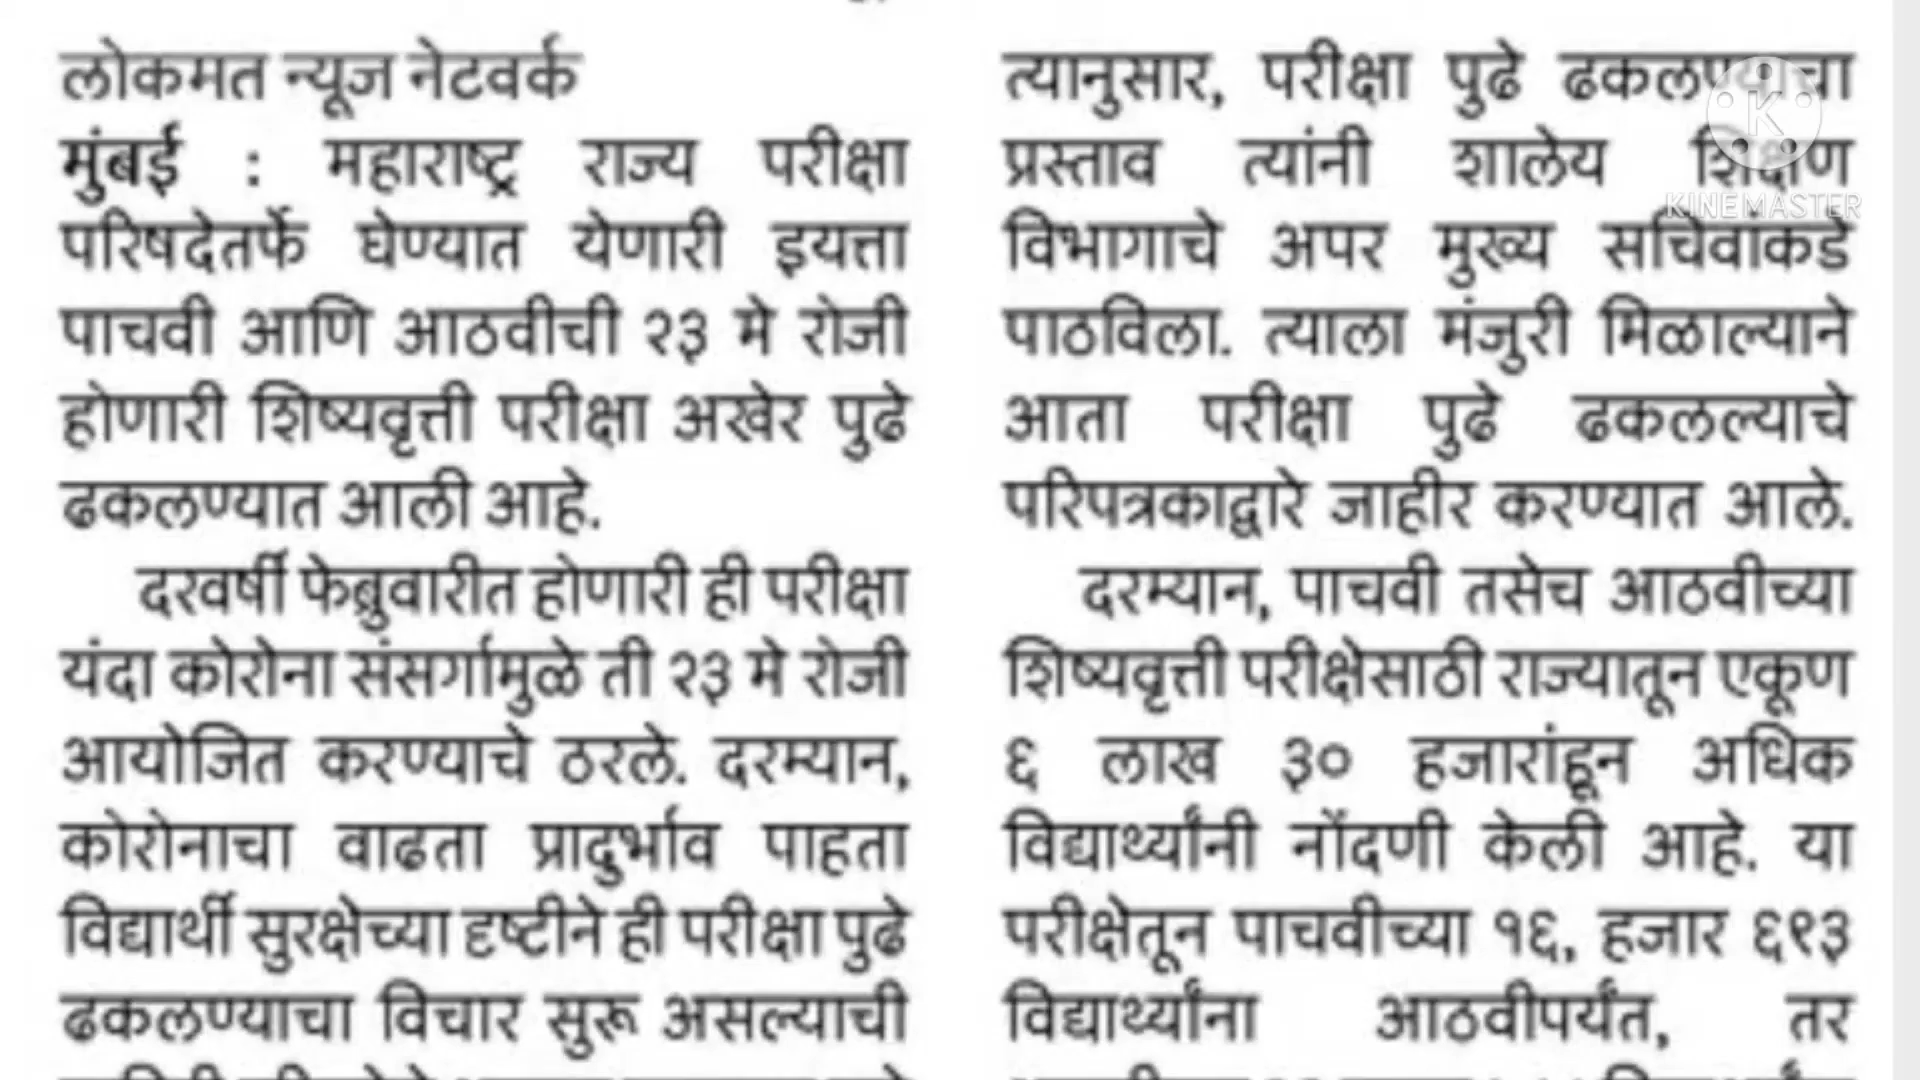 लोकमत न्यूज नेटवर्क
मुंबई : महाराष्ट्र राज्य परीक्षा
परिषदेतर्फे घेण्यात येणारी इयत्ता
पाचवी आणि आठवीची २३ मे रोजी
होणारी शिष्यवृत्ती परीक्षा अखेर पुढे
ढकलण्यात आली आहे.
दरवर्षी फेब्रुवारीत होणारी ही परीक्षा
यंदा कोरोना संसर्गामुळे ती २३ मे रोजी
आयोजित करण्याचे ठरले. दरम्यान,
कोरोनाचा वाढता प्रादुर्भाव पाहता
विद्यार्थी सुरक्षेच्या दृष्टीने ही परीक्षा पुढे
ढकलण्याचा विचार सुरू असल्याची
त्यानुसार, परीक्षा पुढे ढकलण्याचा
प्रस्ताव त्यांनी शालेय शिक्षण
विभागाचे अपर मुख्य सचिवांकडे
पाठविला. त्याला मंजुरी मिळाल्याने
आता परीक्षा पुढे ढकलल्याचे
परिपत्रकाद्वारे जाहीर करण्यात आले.
दरम्यान, पाचवी तसेच आठवीच्या
शिष्यवृत्ती परीक्षेसाठी राज्यातून एकूण
६ लाख ३० हजारांहून अधिक
विद्यार्थ्यांनी नोंदणी केली आहे. या
परीक्षेतून पाचवीच्या १६, हजार ६९३
विद्यार्थ्यांना आठवीपर्यंत, तर
K
KINEMASTER